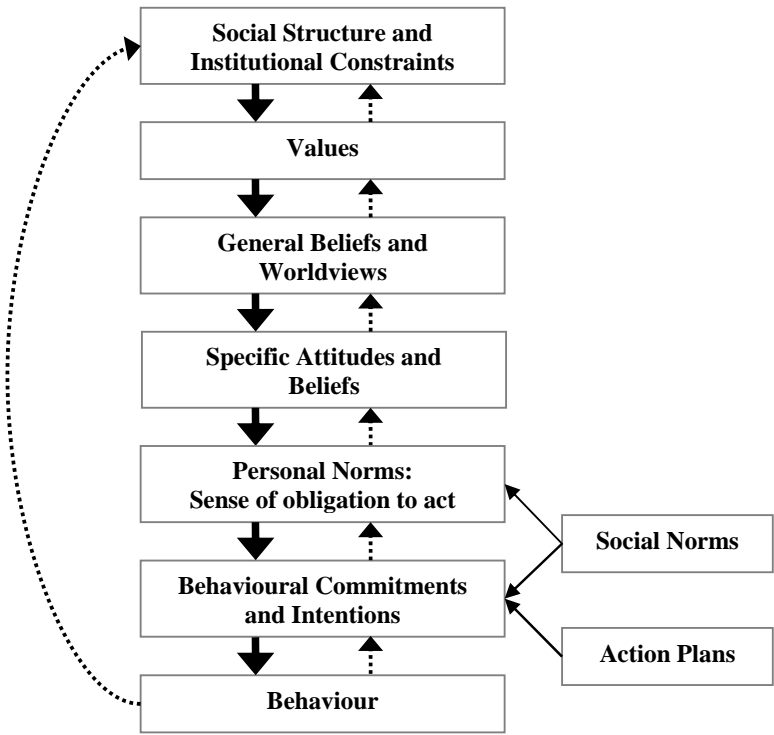 Social Structure and
Institutional Constraints
Values
General Beliefs and
Worldviews
Specific Attitudes and
Beliefs
Personal Norms:
Sense of obligation to act
Social Norms
Behavioural Commitments
and Intentions
Action Plans
Behaviour